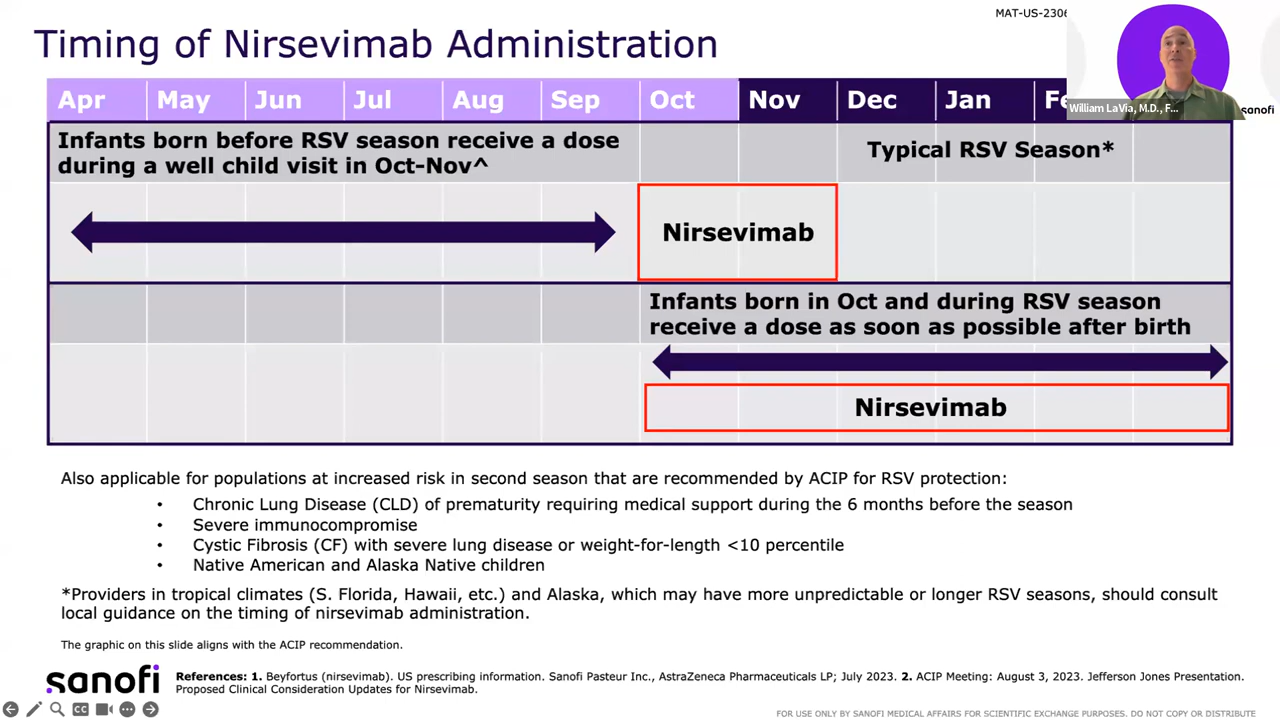 MAT-US-2306
Timing of Nirsevimab Administration
Apr May Jun Jul Aug Sep Oct Nov Dec Jan
William LaVia, M.D., F...
sanofi
Infants born before RSV season receive a dose
during a well child visit in Oct-Nov^
Typical RSV Season*
Nirsevimab
Infants born in Oct and during RSV season
receive a dose as soon as possible after birth
Nirsevimab
Also applicable for populations at increased risk in second season that are recommended by ACIP for RSV protection:
• Chronic Lung Disease (CLD) of prematurity requiring medical support during the 6 months before the season
• Severe immunocompromise
• Cystic Fibrosis (CF) with severe lung disease or weight-for-length <10 percentile
• Native American and Alaska Native children
*Providers in tropical climates (S. Florida, Hawaii, etc.) and Alaska, which may have more unpredictable or longer RSV seasons, should consult
local guidance on the timing of nirsevimab administration.
The graphic on this slide aligns with the ACIP recommendation.
sanofi
References: 1. Beyfortus (nirsevimab). US prescribing information. Sanofi Pasteur Inc., AstraZeneca Pharmaceuticals LP; July 2023. 2. ACIP Meeting: August 3, 2023. Jefferson Jones Presentation.
Proposed Clinical Consideration Updates for Nirsevimab.
CC
FOR USE ONLY BY SANOFI MEDICAL AFFAIRS FOR SCIENTIFIC EXCHANGE PURPOSES. DO NOT COPY OR DISTRIBUTE